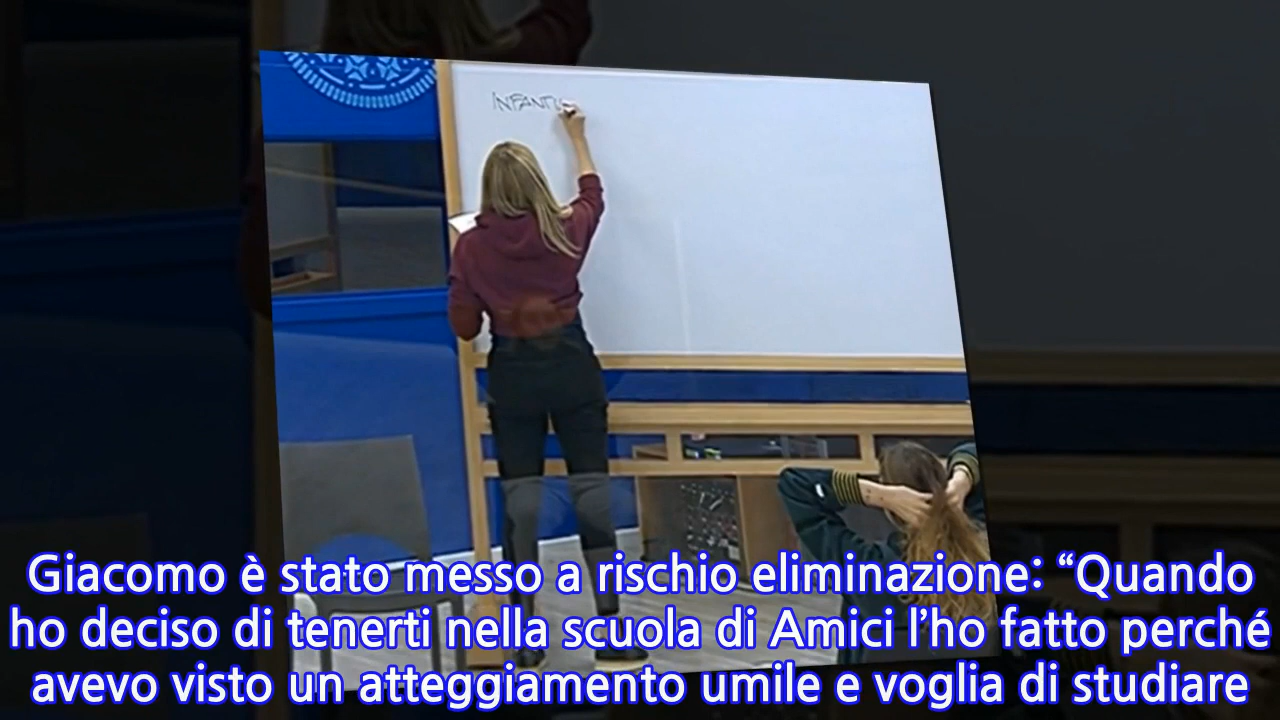 INFANTI
Giacomo è stato messo a rischio eliminazione: “Quando
ho deciso di tenerti nella scuola di Amici l’ho fatto perché
avevo visto un atteggiamento umile e voglia di studiare